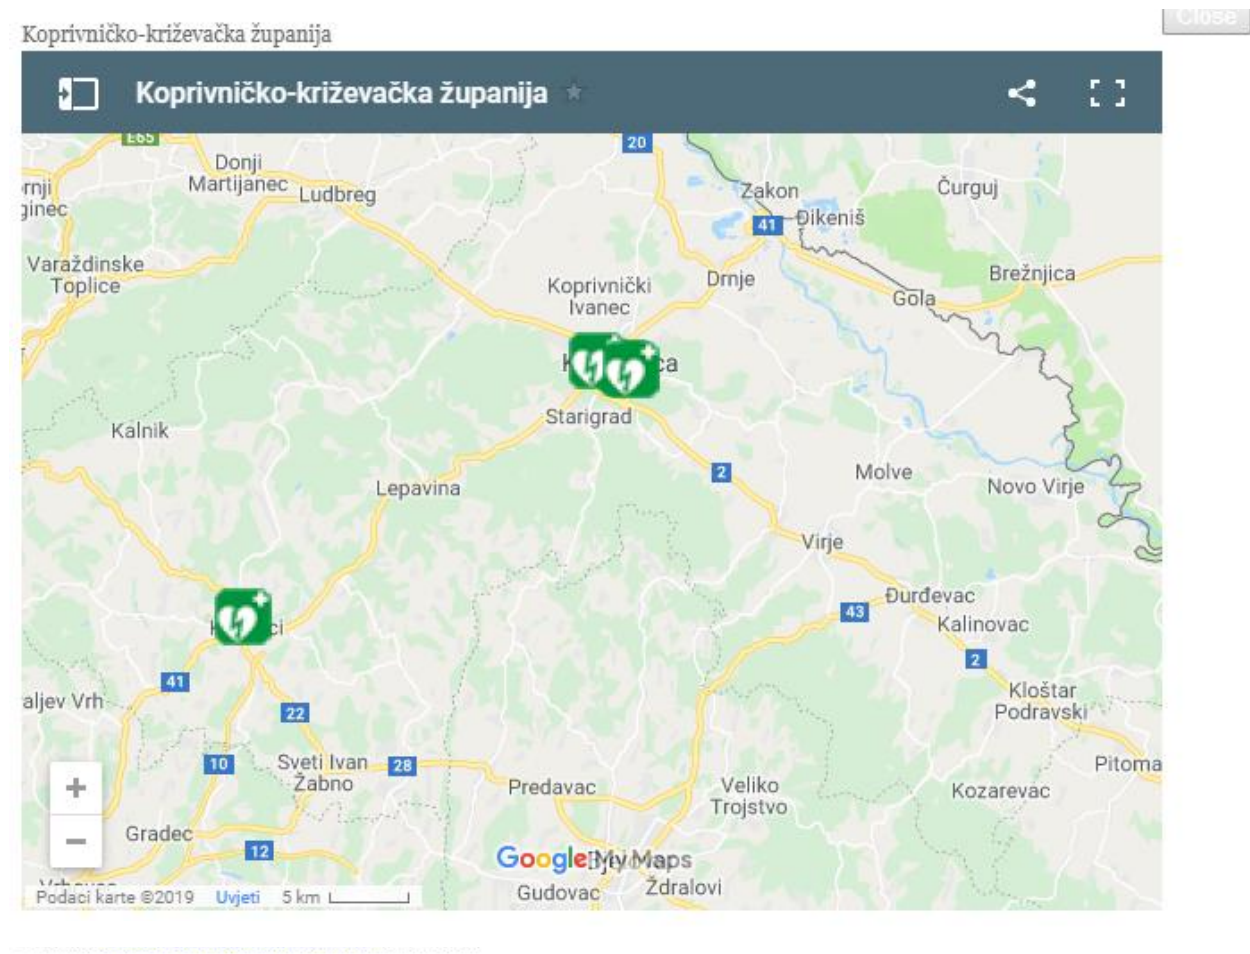 Close
Koprivničko-križevačka županija
Koprivničko-križevačka županija
E65
20
Donji
Martijanec
Ludbreg
Zakon
Čurguj
41
Đikeniš
Varaždinske
Toplice
Koprivnički
Ivanec
Drnje
Brežnjica
Gola
Starigrad
Kalnik
2
Molve
Lepavina
Novo Virje
Virje
Đurđevac
43
Kalinovac
2
41
Kloštar
Podravski
22
10
Sveti Ivan
Žabno
28
Pitoma
Predavac
Veliko
Trojstvo
Kozarevac
+
−
Gradec
12
Google My Maps
Gudovac
Ždralovi
Podaci karte ©2019 Uvjeti 5 km